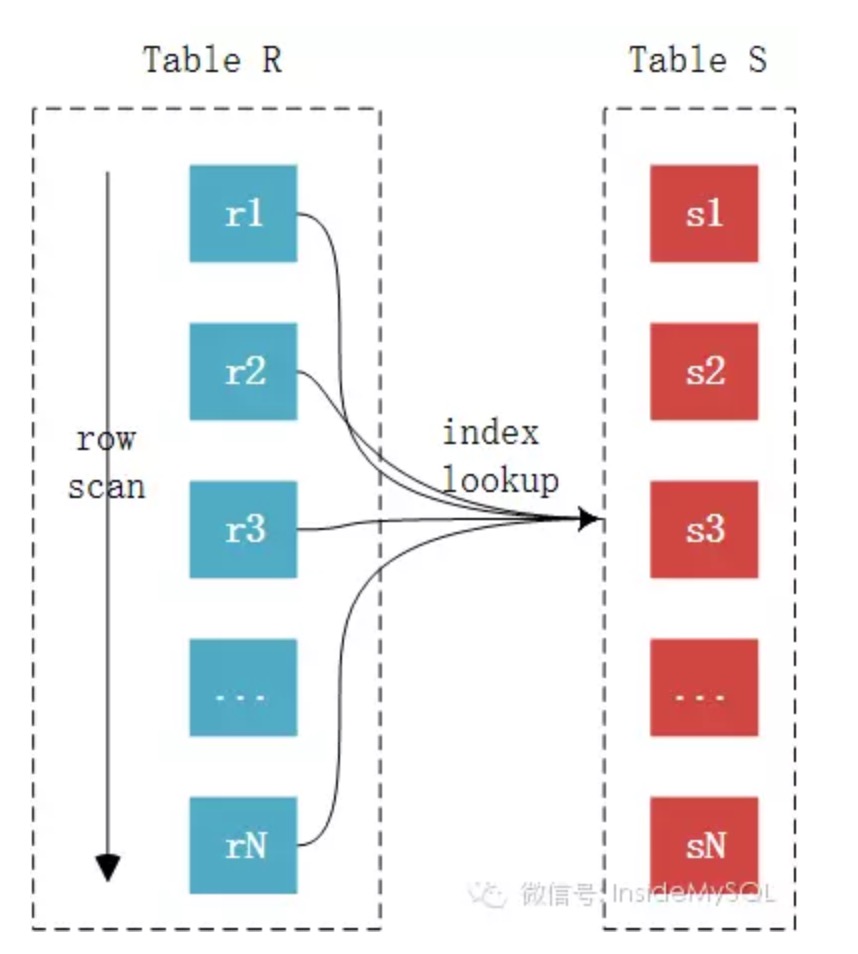 Table R
Table S
r1
s1
r2
s2
row
scan
index
lookup
r3
s3
...
...
rN
sN
微信号: InsideMySQL